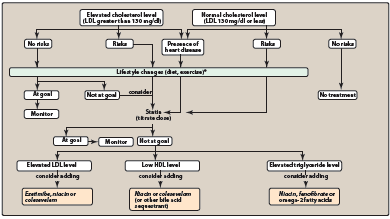 Elevated cholesterol level
(LDL greater than 130 mg/dl)
Normal cholesterol level
(LDL 130 mg/dl or less)
No risks
Risks
Presence of
heart disease
Risks
No risks
Lifestyle changes (diet, exercise)*
At goal
Not at goal
consider
No treatment
Monitor
Statin
(titrate dose)
At goal
Monitor
Not at goal
Elevated LDL level
Low HDL level
Elevated triglyceride level
consider adding
consider adding
consider adding
Ezetimibe, niacin or
colesevelam
Niacin or colesevelam
(or other bile acid
sequestrant)
Niacin, fenofibrate or
omega-2 fatty acids